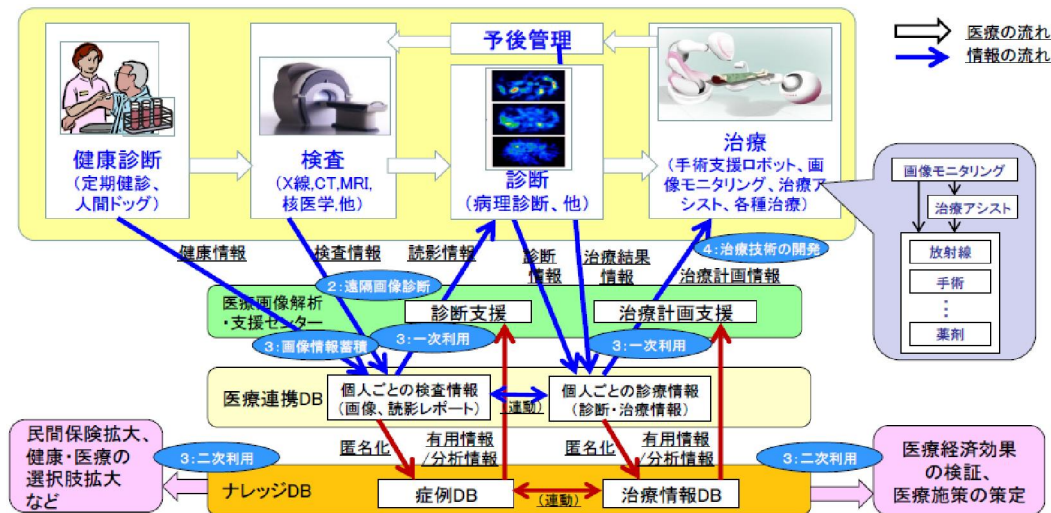 予後管理
医療の流れ
情報の流れ
健康診断
(定期健診、
人間ドッグ)
検査
(X線,CT,MRI,
核医学,他)
診断
(病理診断、他)
治療
(手術支援ロボット、画
像モニタリング、治療ア
シスト、各種治療)
画像モニタリング
治療アシスト
放射線
手術
⋮
薬剤
健康情報
検査情報
読影情報
診断
情報
治療結果
情報
4:治療技術の開発
治療計画情報
2:遠隔画像診断
医療画像解析
・支援センター
診断支援
治療計画支援
3:画像情報蓄積
3:一次利用
3:一次利用
医療連携DB
個人ごとの検査情報
(画像、読影レポート)
(連動)
個人ごとの診療情報
(診断・治療情報)
匿名化
有用情報
/分析情報
匿名化
有用情報
/分析情報
民間保険拡大、
健康・医療の
選択肢拡大
など
3:二次利用
ナレッジDB
症例DB
(連動)
治療情報DB
3:二次利用
医療経済効果
の検証、
医療施策の策定